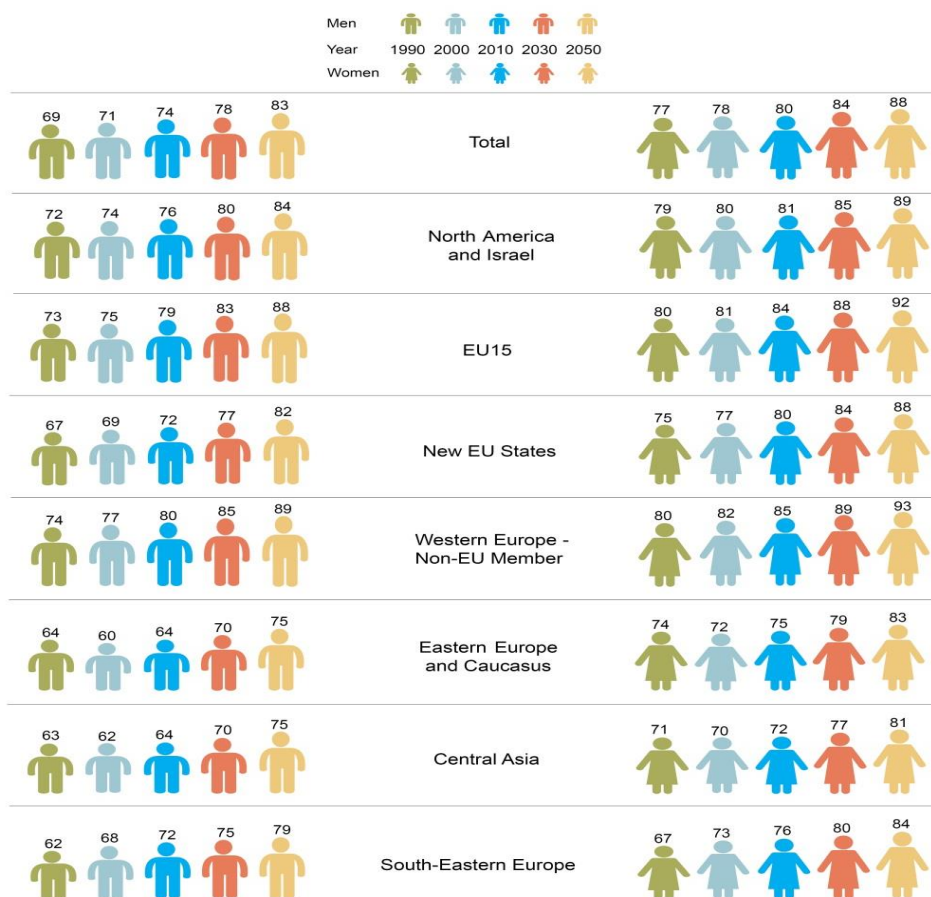 Men
Year 1990 2000 2010 2030 2050
Women
69 71 74 78 83 Total 77 78 80 84 88
72 74 76 80 84 North America
and Israel 79 80 81 85 89
73 75 79 83 88 EU15 80 81 84 88 92
67 69 72 77 82 New EU States 75 77 80 84 88
74 77 80 85 89 Western Europe -
Non-EU Member 80 82 85 89 93
64 60 64 70 75 Eastern Europe
and Caucasus 74 72 75 79 83
63 62 64 70 75 Central Asia 71 70 72 77 81
62 68 72 75 79 South-Eastern Europe 67 73 76 80 84